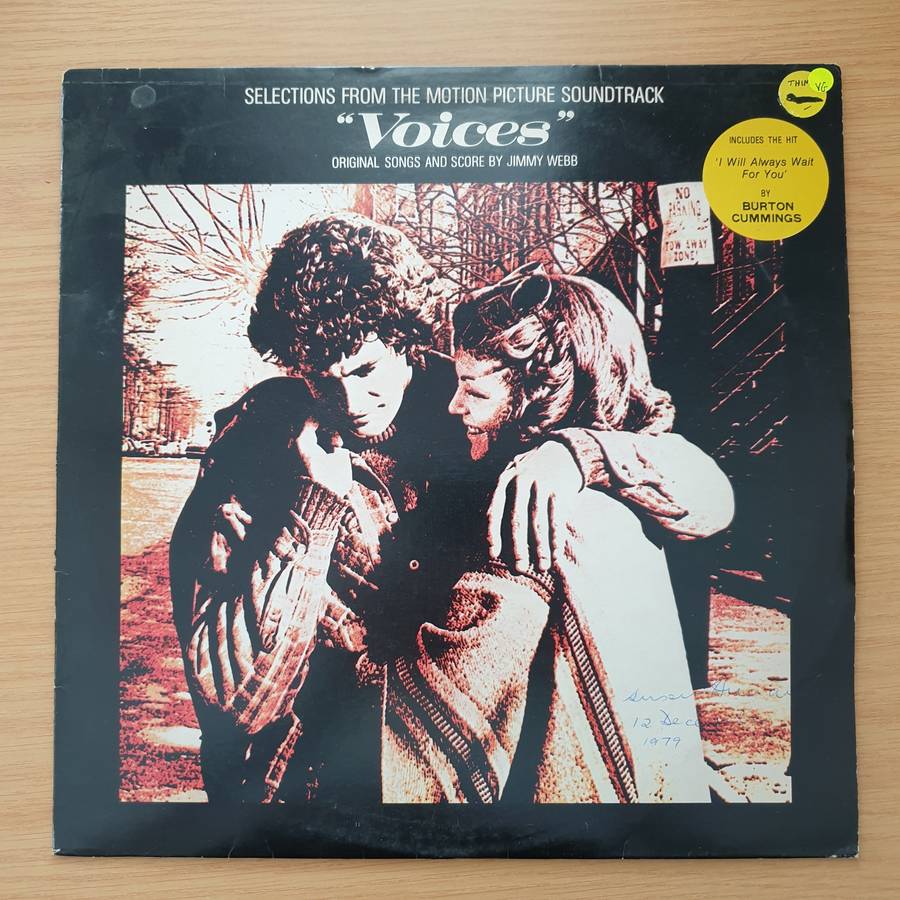 SELECTIONS FROM THE MOTION PICTURE SOUNDTRACK
“Voices”
ORIGINAL SONGS AND SCORE BY JIMMY WEBB
VG
INCLUDES THE HIT
'I Will Always Wait
For You'
BY
BURTON
CUMMINGS
NO
PARKING
TOW AWAY
ZONE!
12
1979